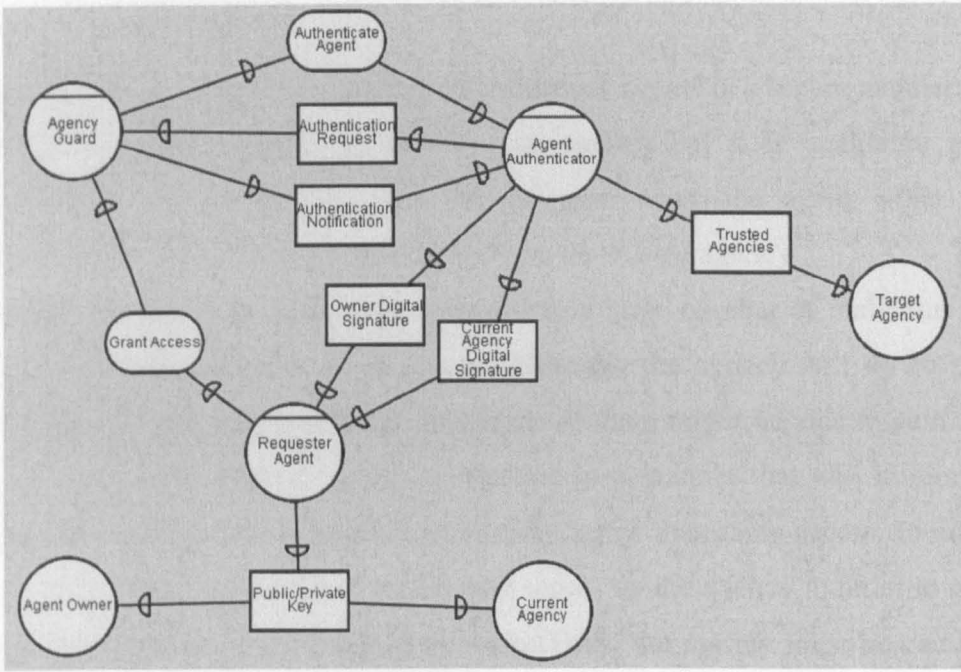 Authenticate
Agent
Agency
Guard
Authentication
Request
Agent
Authenticator
Authentication
Notification
Trusted
Agencies
Target
Agency
Owner Digital
Signature
Current
Agency
Digital
Signature
Grant Access
Requester
Agent
Agent Owner
Public/Private
Key
Current
Agency